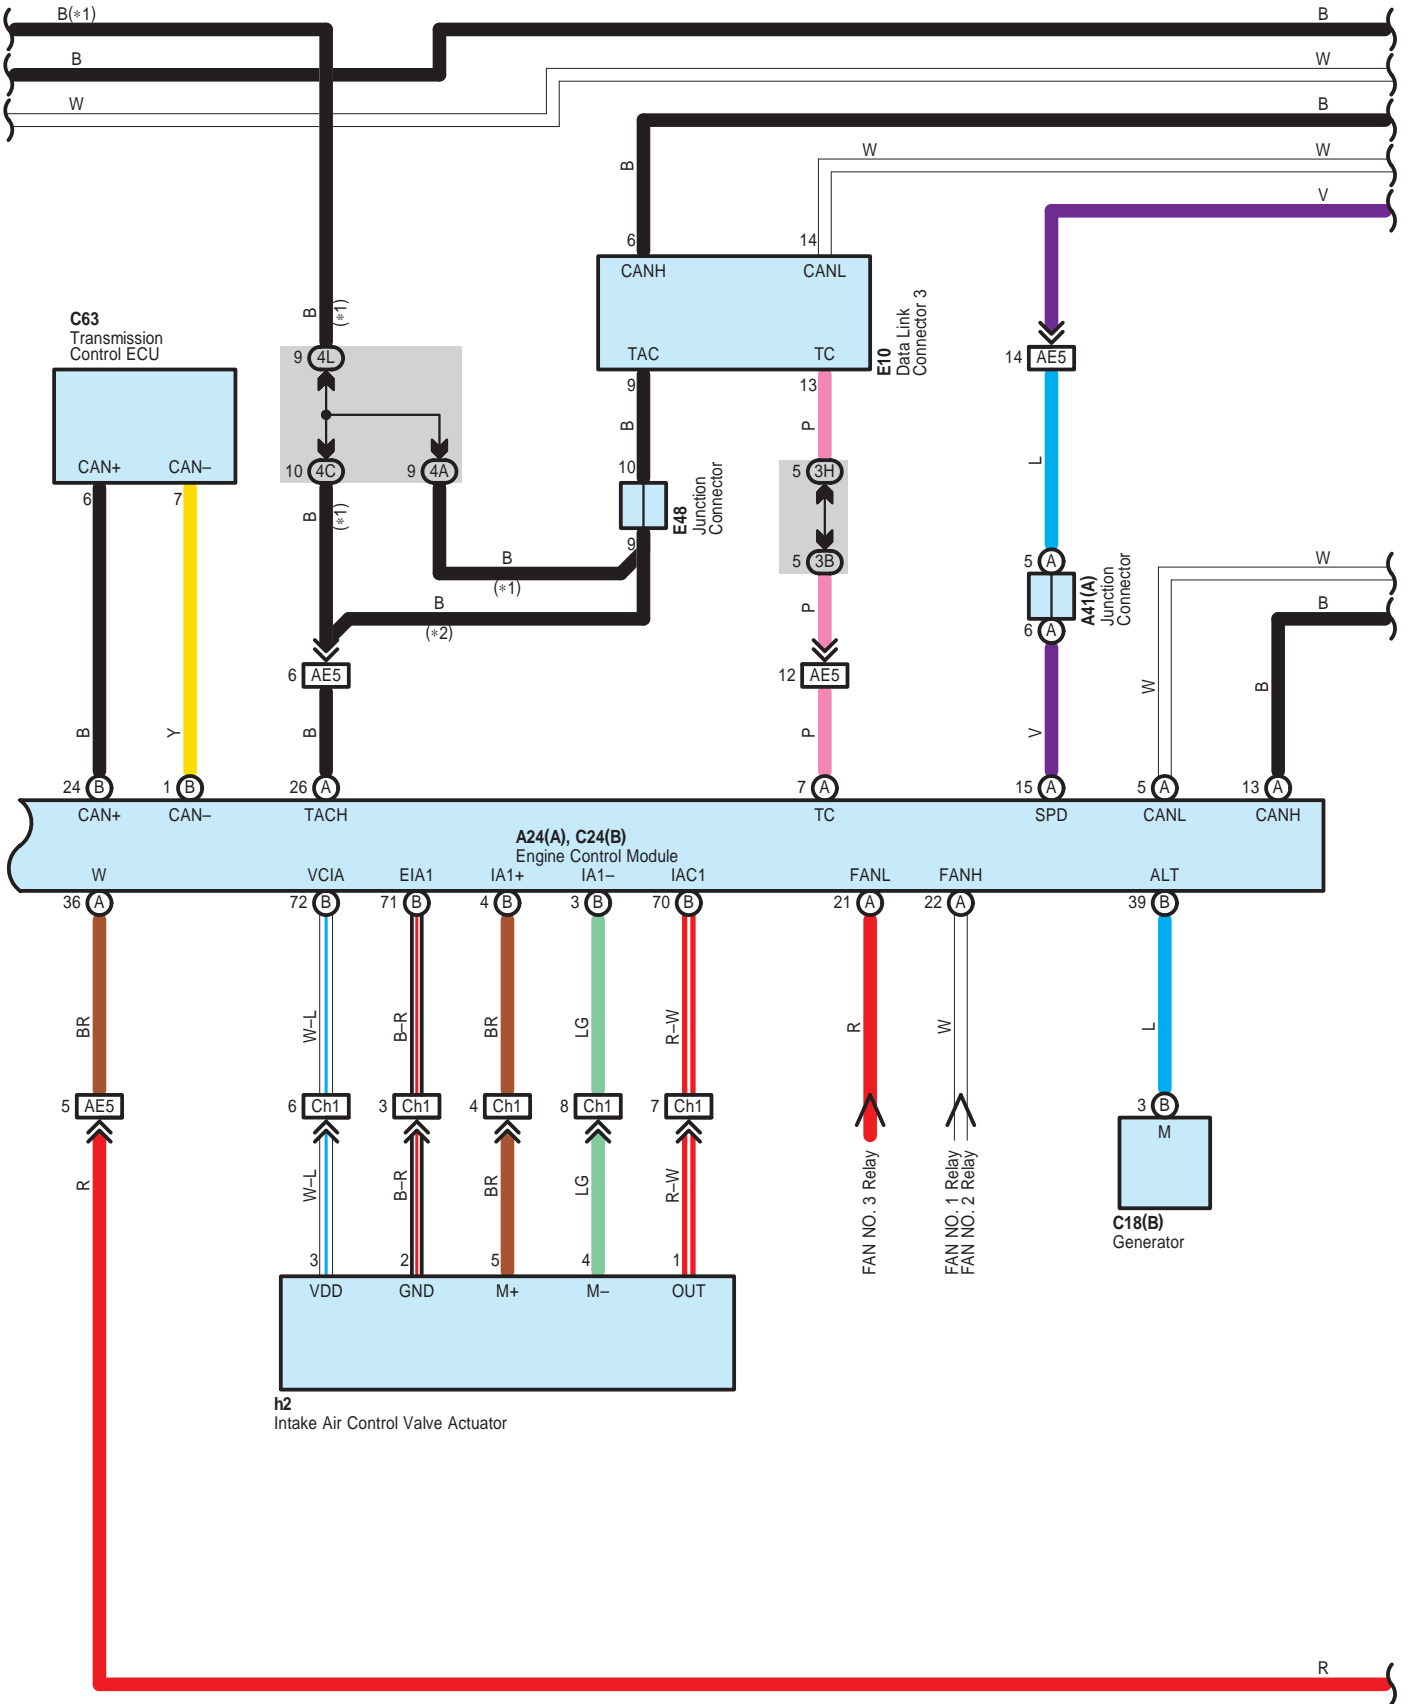 B(*1)
B
B
W
W
B
B
W
W
V
6
14
CANH
CANL
TAC
TC
E10
Data Link
Connector 3
9
13
C63
Transmission
Control ECU
CAN+
CAN–
6
7
B
(*1)
9
4L
10
4C
9
4A
B
(*1)
B
P
10
E48
Junction
Connector
9
5
3H
5
3B
B
(*1)
B
(*2)
14
AE5
L
5
A
A41(A)
Junction
Connector
6
A
W
B
6
AE5
P
12
AE5
B
Y
B
P
V
W
B
24
B
1
B
26
A
7
A
15
A
5
A
13
A
CAN+
CAN–
TACH
TC
SPD
CANL
CANH
A24(A), C24(B)
Engine Control Module
W
VCIA
EIA1
IA1+
IA1–
IAC1
FANL
FANH
ALT
36
A
72
B
71
B
4
B
3
B
70
B
21
A
22
A
39
B
BR
W–L
B–R
BR
LG
R–W
R
W
L
5
AE5
6
Ch1
3
Ch1
4
Ch1
8
Ch1
7
Ch1
3
B
M
R
W–L
B–R
BR
LG
R–W
FAN NO. 3 Relay
FAN NO. 1 Relay
FAN NO. 2 Relay
C18(B)
Generator
3
2
5
4
1
VDD
GND
M+
M–
OUT
h2
Intake Air Control Valve Actuator
R